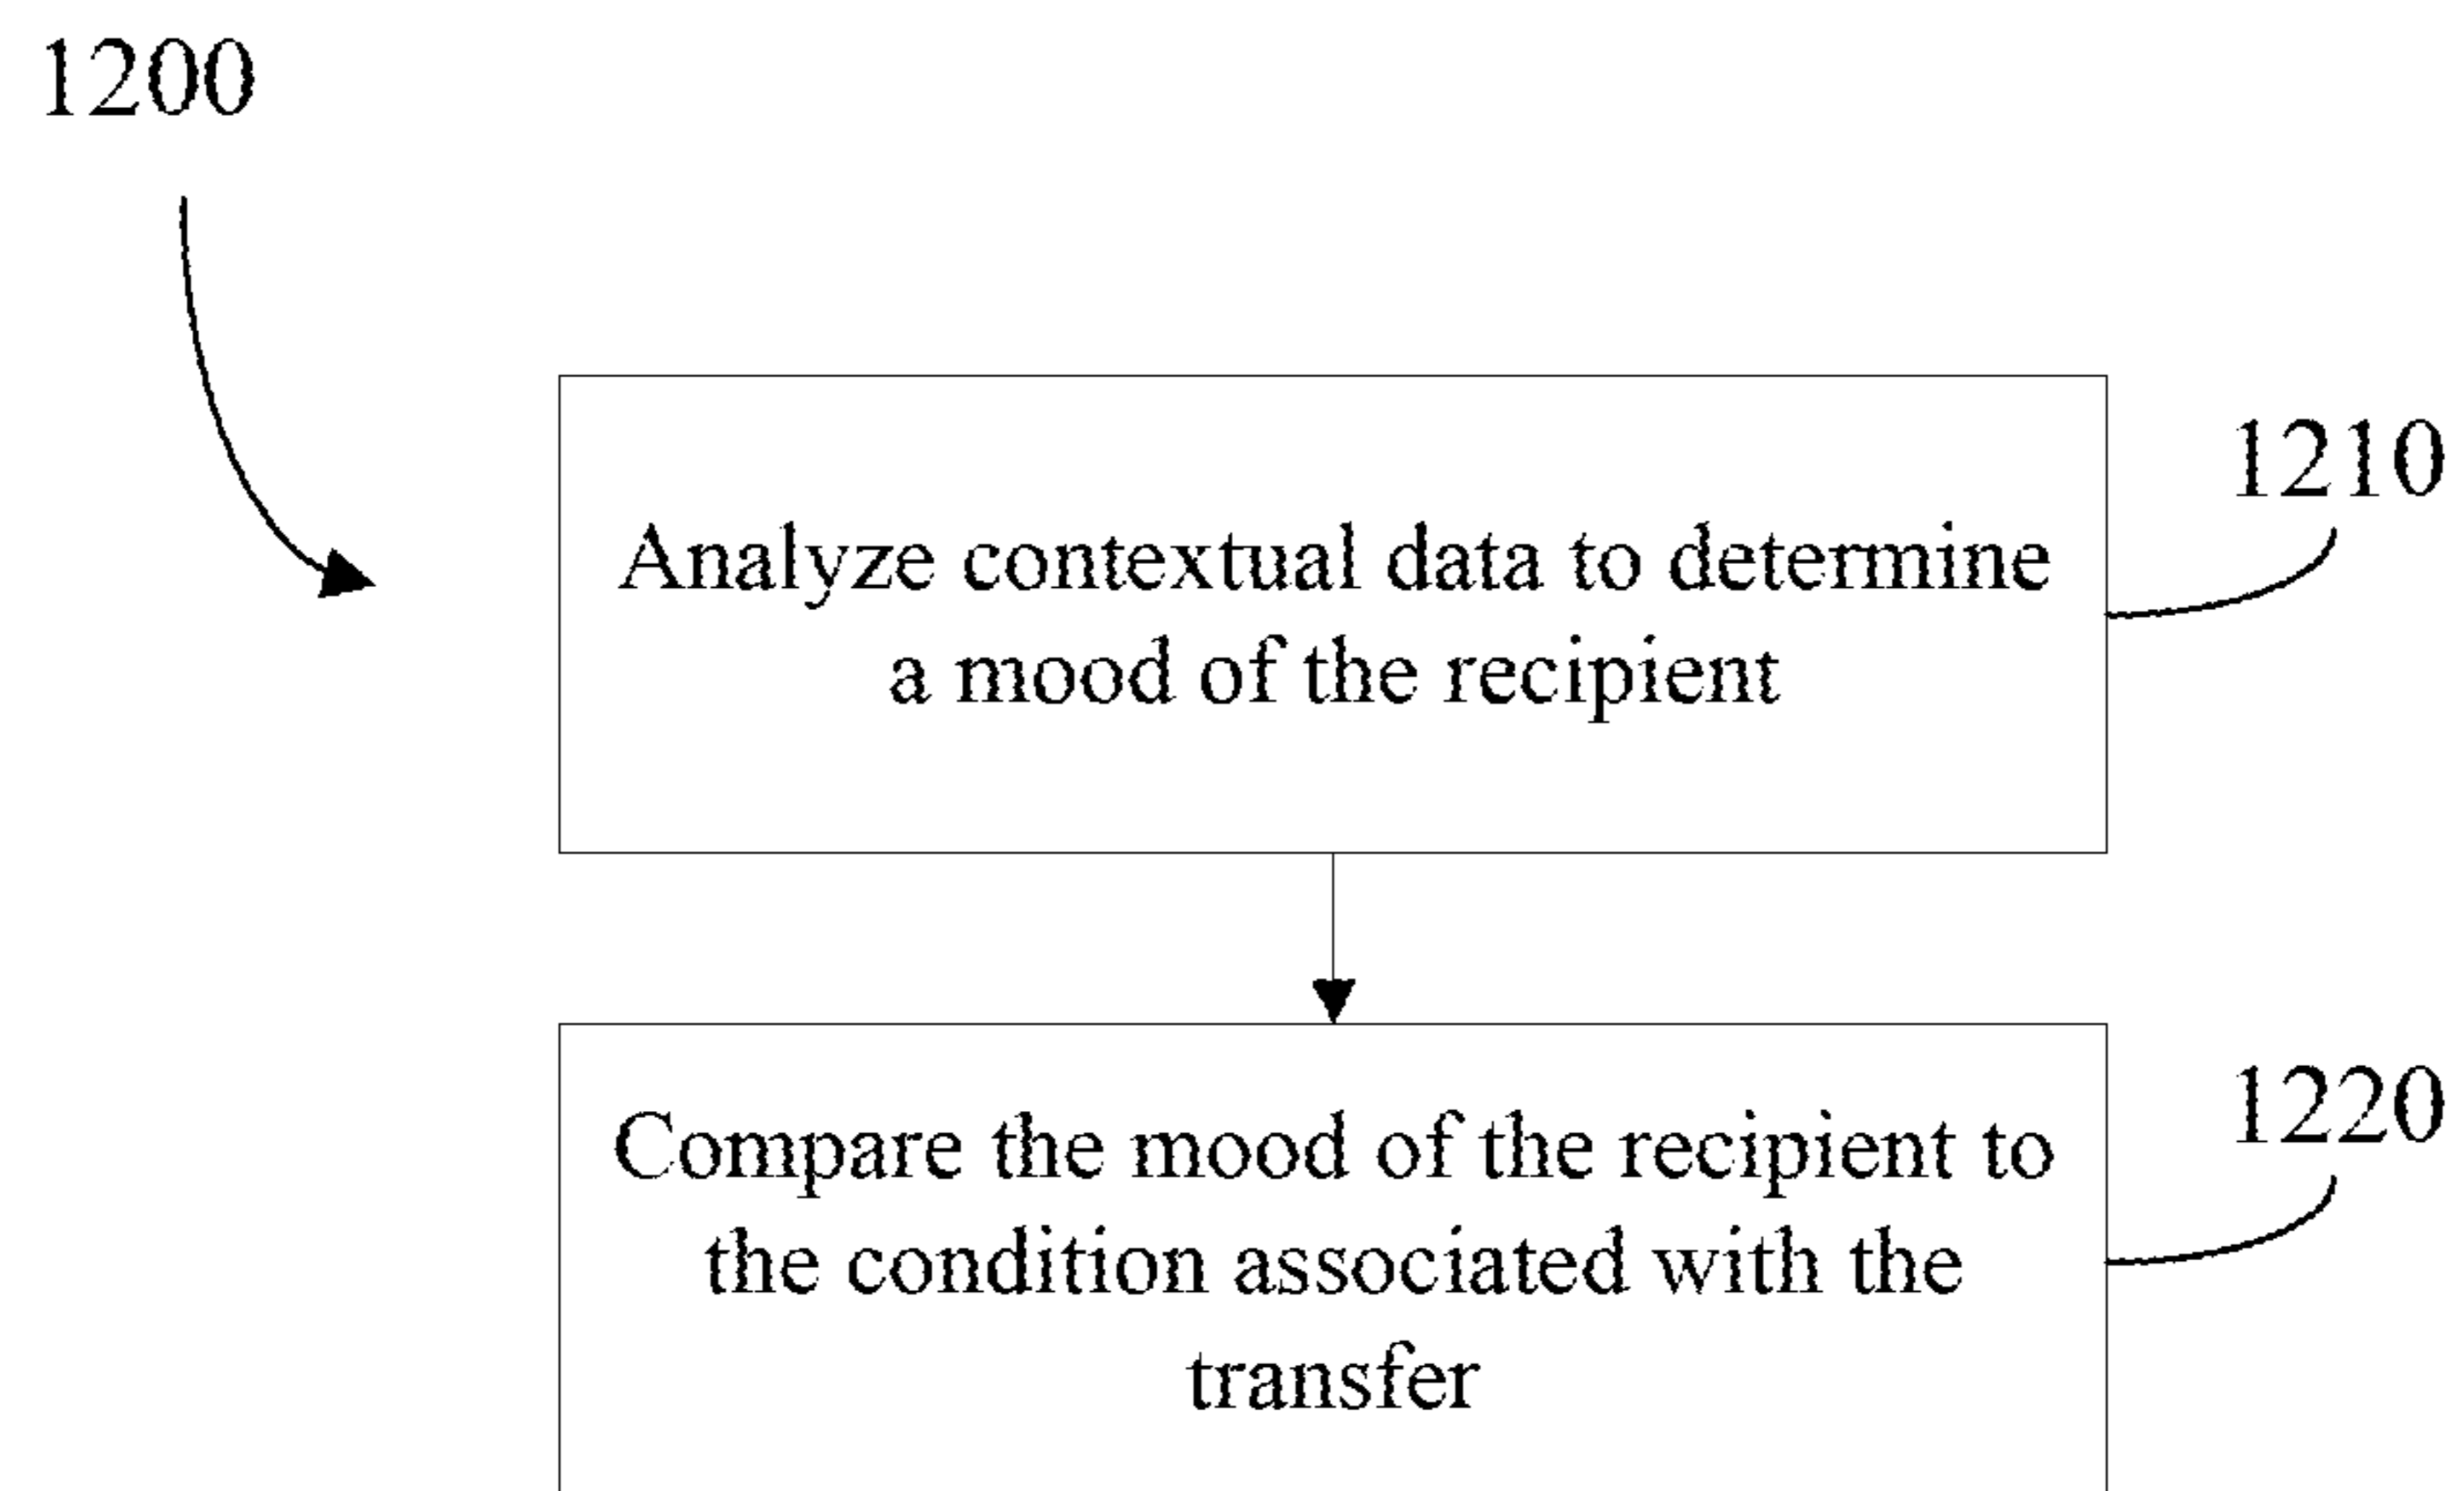 1200
1210
Analyze contextual data to determine
a mood of the recipient
1220
Compare the mood of the recipient to
the condition associated with the
transfer